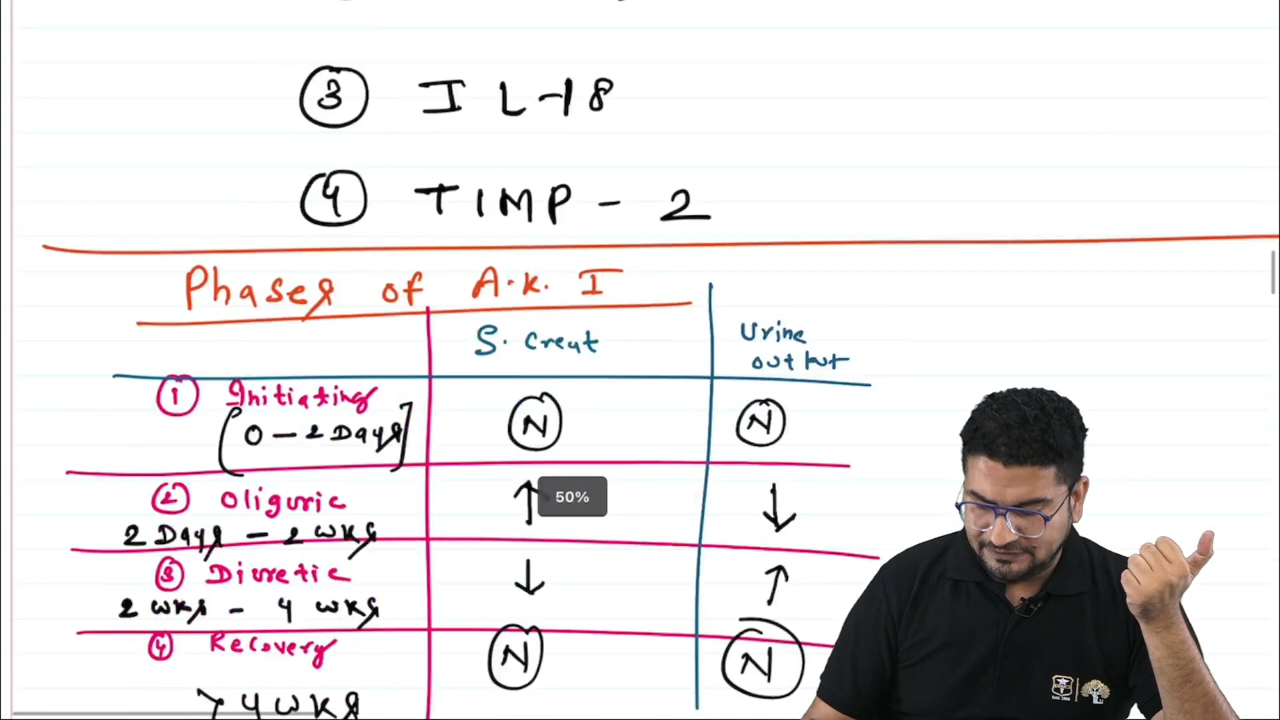 ③ IL-18
④ TIMP - 2
Phases of A.K.I
S. Creat
Urine output
① Initiating
[0 - 2 Days]
N
N
② Oliguric
2 Days - 2 wks
↑
50%
↓
③ Diuretic
2 wks - 4 wks
↓
↑
④ Recovery
> 4 wks
N
N